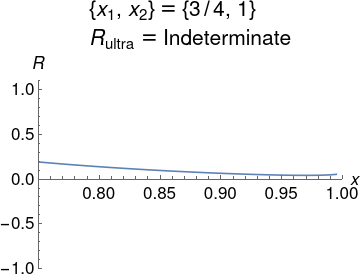 {x₁, x₂} = {3/4, 1}
R_ultra = Indeterminate
R
1.0
0.5
0.0
0.80 0.85 0.90 0.95 1.00 x
−0.5
−1.0